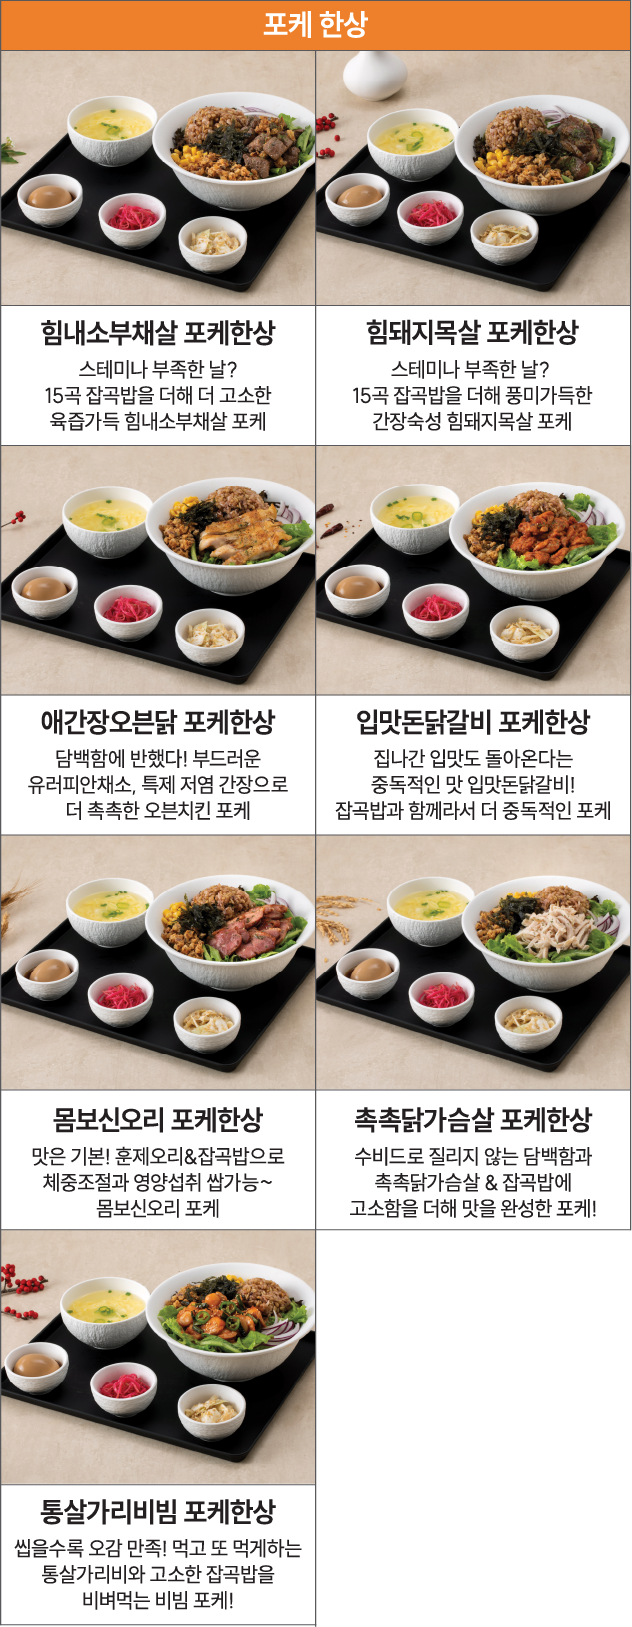 포케 한상
힘내소부채살 포케한상
스테미나 부족한 날?
15곡 잡곡밥을 더해 더 고소한
육즙가득 힘내소부채살 포케
힘돼지목살 포케한상
스테미나 부족한 날?
15곡 잡곡밥을 더해 풍미가득한
간장숙성 힘돼지목살 포케
애간장오븐닭 포케한상
담백함에 반했다! 부드러운
유러피안채소, 특제 저염 간장으로
더 촉촉한 오븐치킨 포케
입맛돈닭갈비 포케한상
집나간 입맛도 돌아온다는
중독적인 맛 입맛돈닭갈비!
잡곡밥과 함께라서 더 중독적인 포케
몸보신오리 포케한상
맛은 기본! 훈제오리&잡곡밥으로
체중조절과 영양섭취 쌉가능~
몸보신오리 포케
촉촉닭가슴살 포케한상
수비드로 질리지 않는 담백함과
촉촉닭가슴살 & 잡곡밥에
고소함을 더해 맛을 완성한 포케!
통살가리비빔 포케한상
씹을수록 오감 만족! 먹고 또 먹게하는
통살가리비와 고소한 잡곡밥을
비벼먹는 비빔 포케!